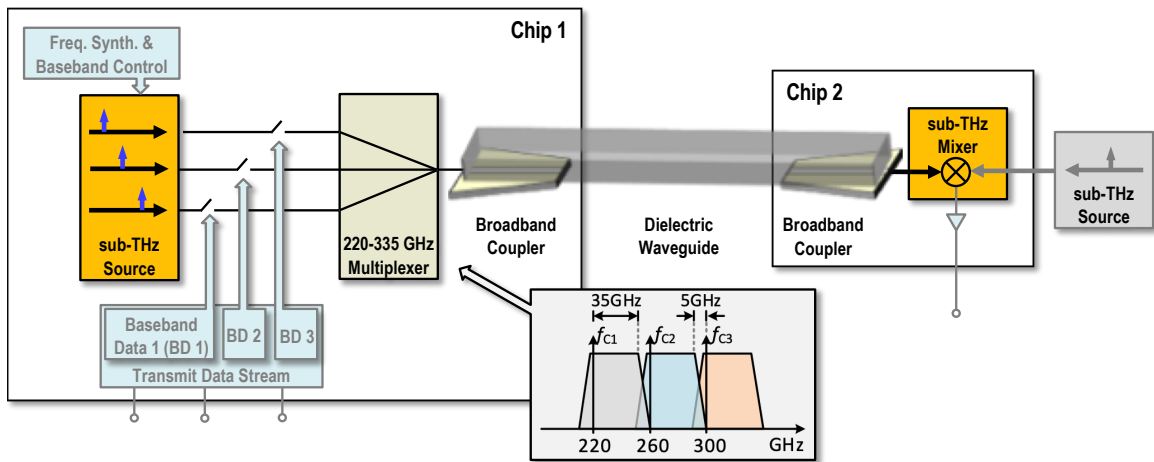 Chip 1
Freq. Synth. &
Baseband Control
sub-THz
Source
220-335 GHz
Multiplexer
Broadband
Coupler
Dielectric
Waveguide
Chip 2
Broadband
Coupler
sub-THz
Mixer
sub-THz
Source
Baseband
Data 1 (BD 1)
BD 2
BD 3
Transmit Data Stream
35GHz
5GHz
fC1
fC2
fC3
220
260
300
GHz